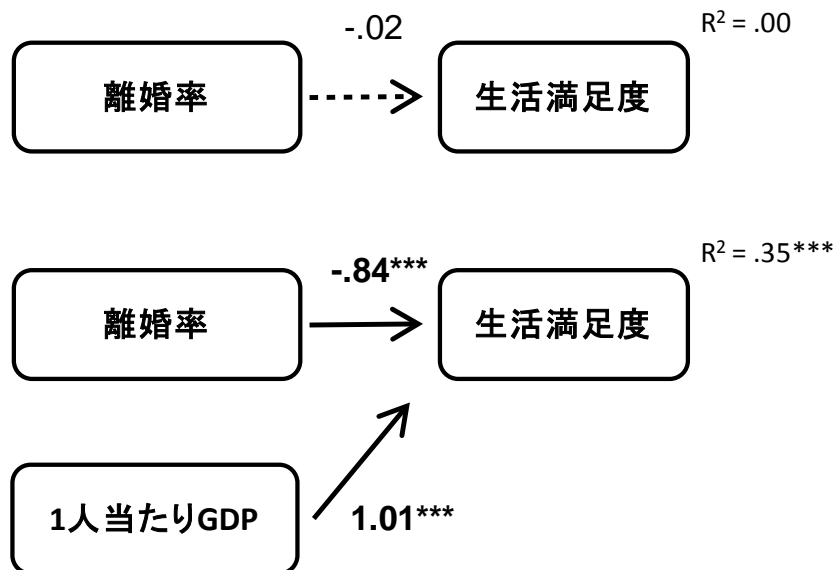 -.02
R² = .00
離婚率
生活満足度
-.84***
R² = .35***
離婚率
生活満足度
1人当たりGDP
1.01***